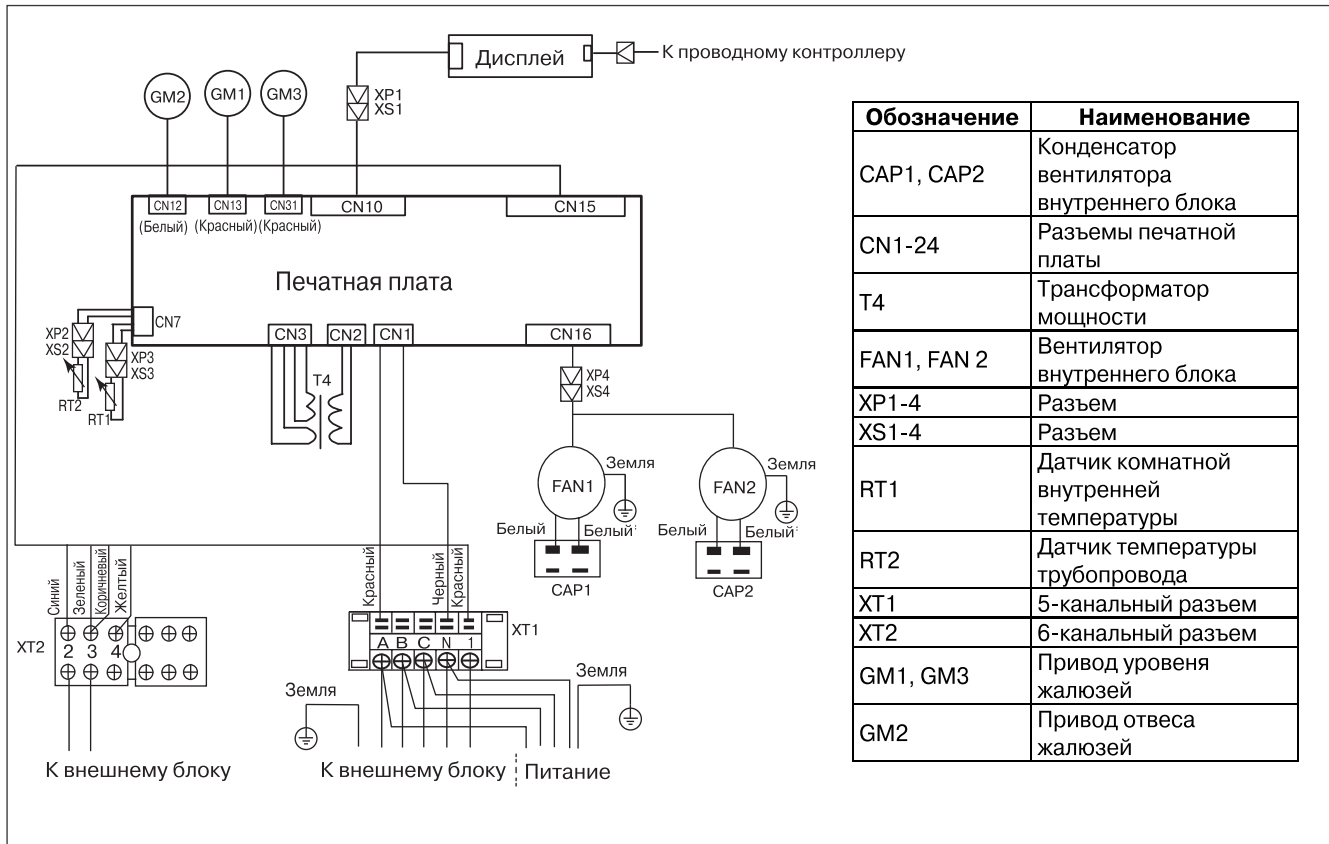 Дисплей
К проводному контроллеру
GM2
GM1
GM3
XP1
XS1
CN12
CN13
CN31
CN10
CN15
(Белый)
(Красный)
(Красный)
Печатная плата
CN7
CN3
CN2
CN1
CN16
XP2
XS2
XP3
XS3
RT2
RT1
T4
XP4
XS4
FAN1
Земля
FAN2
Земля
Белый
Белый
Белый
Белый
CAP1
CAP2
Синий
Зеленый
Коричневый
Желтый
Красный
Черный
Красный
XT2
2 3 4
XT1
A B C N 1
Земля
Земля
К внешнему блоку
К внешнему блоку
Питание
Обозначение Наименование
CAP1, CAP2
Конденсатор
вентилятора
внутреннего блока
CN1-24
Разъемы печатной
платы
T4
Трансформатор
мощности
FAN1, FAN 2
Вентилятор
внутреннего блока
XP1-4 Разъем
XS1-4 Разъем
RT1
Датчик комнатной
внутренней
температуры
RT2
Датчик температуры
трубопровода
XT1 5-канальный разъем
XT2 6-канальный разъем
GM1, GM3
Привод уровеня
жалюзей
GM2
Привод отвеса
жалюзей